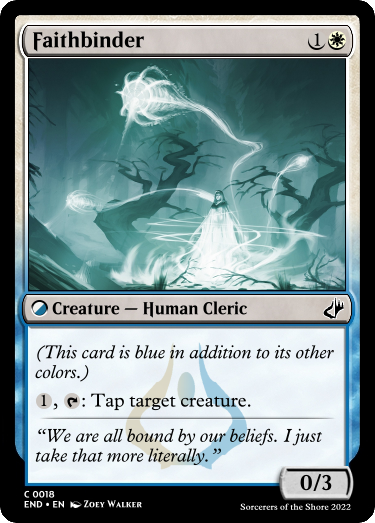 Faithbinder 1
Creature — Human Cleric
(This card is blue in addition to its other
colors.)
1, : Tap target creature.
“We are all bound by our beliefs. I just
take that more literally.”
0/3
C 0018
END • EN Zoey Walker
Sorcerers of the Shore 2022